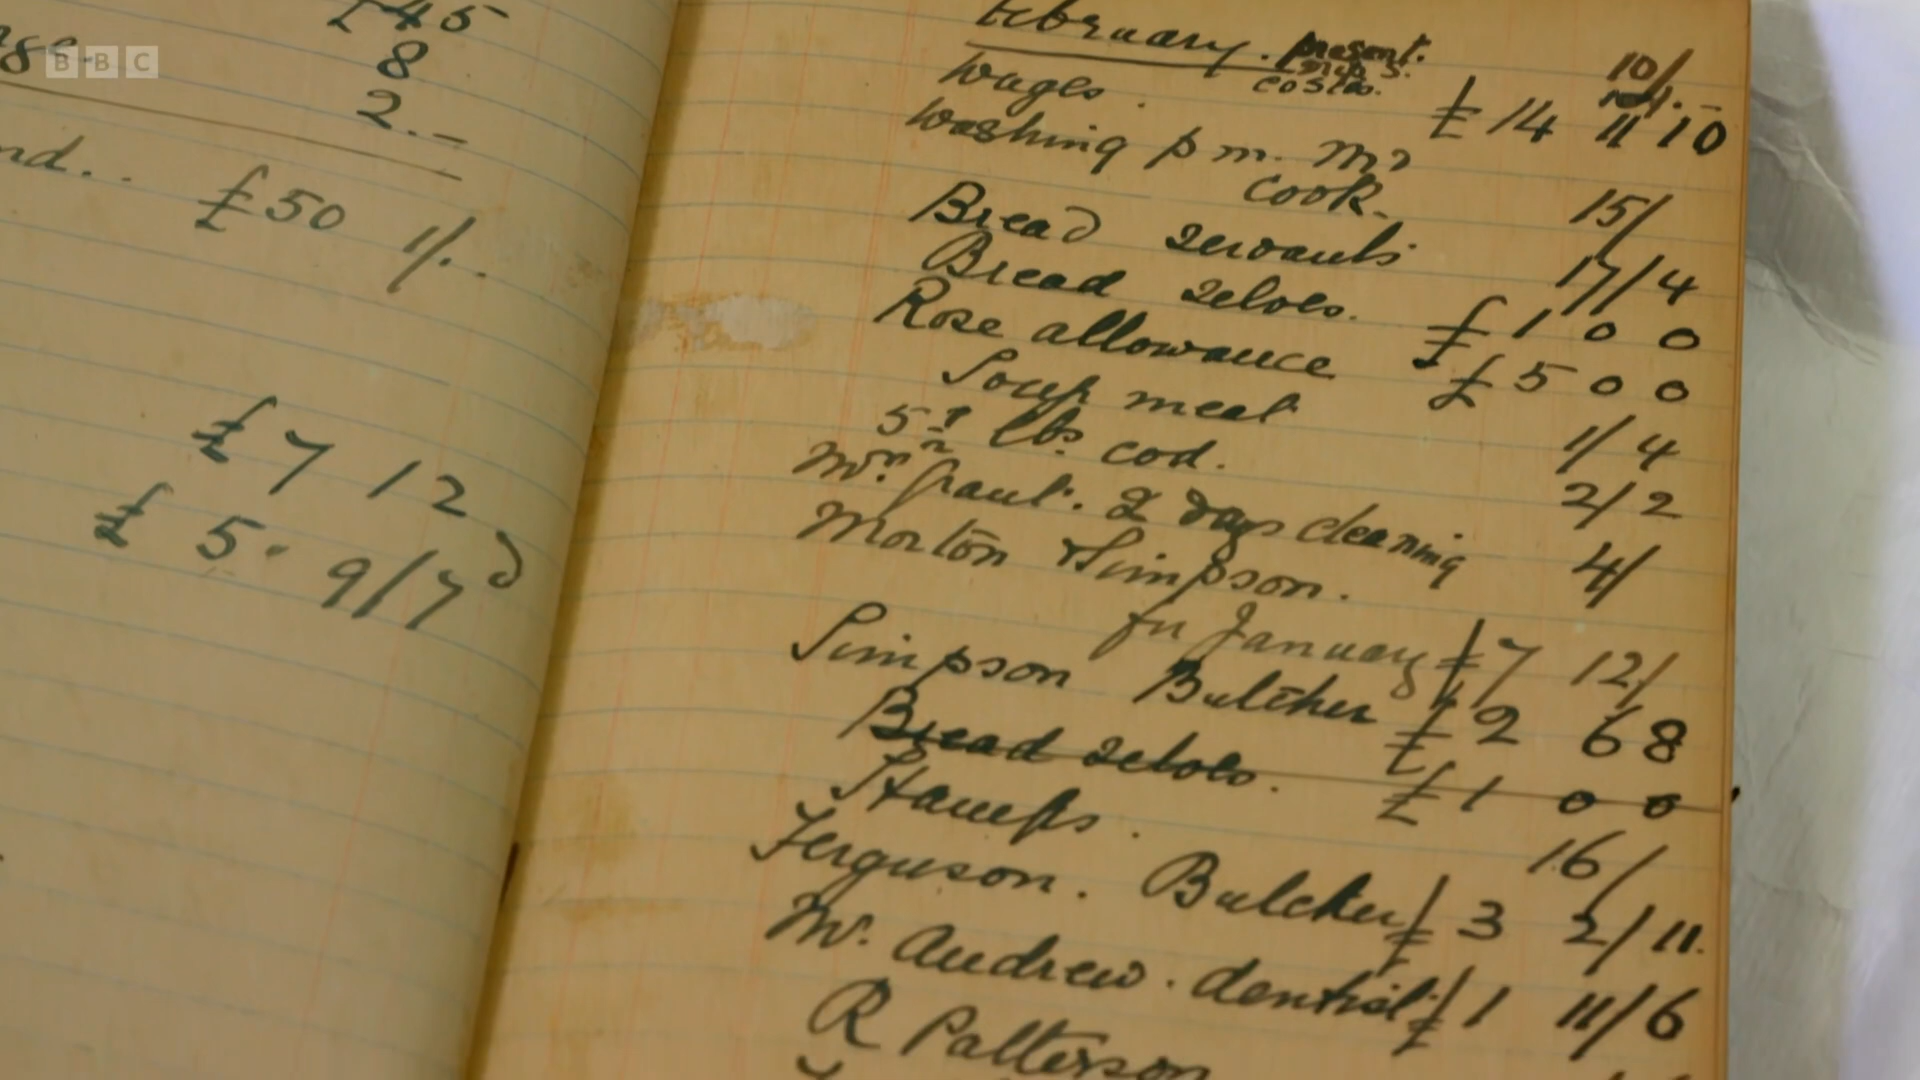 BBC
£45
8
2.-
nd.. £50 1/..
£7 12
£5. 9/7d
February. present. 10/
Wages. £14 11 10
Washing p m. Mrs
Cook. 15/
Bread servants 17/4
Bread selves. £1 0 0
Rose allowance £5 0 0
Soup meat 1/4
5½ lbs cod. 2/2
Mrs Grant. 2 days cleaning 4/
Morton & Simpson.
for January £7 12/
Simpson Butcher £2 6 8
Bread selves. £1 0 0
Stamps. 16/
Ferguson. Butcher £3 2/11.
Mr. Andrew. dentist £1 11/6
R Patterson